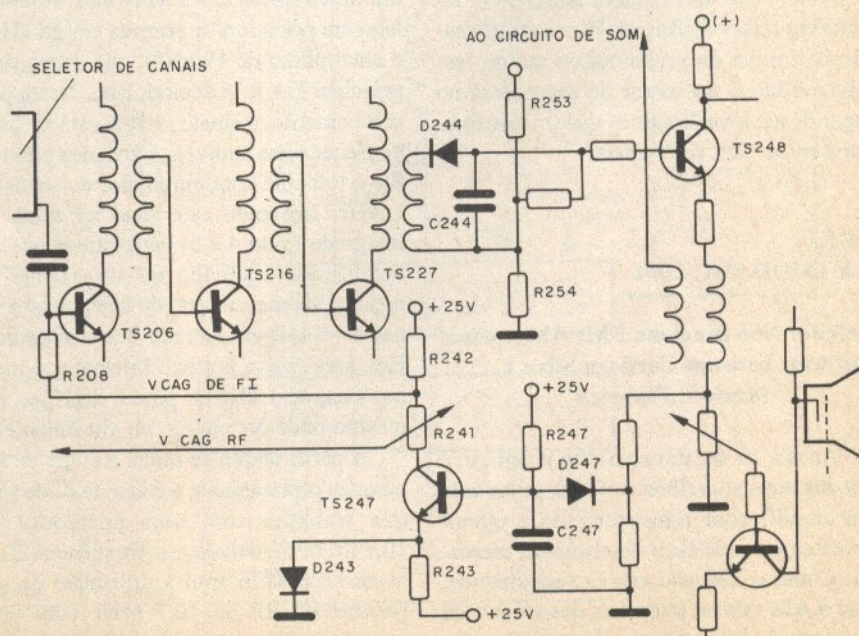 (+)
AO CIRCUITO DE SOM
SELETOR DE CANAIS
R253
D244
TS248
C244
TS216
TS227
+25V
R254
TS206
R242
R208
V CAG DE FI
+25V
V CAG RF
R241
R247
D247
TS247
C247
D243
R243
+25V